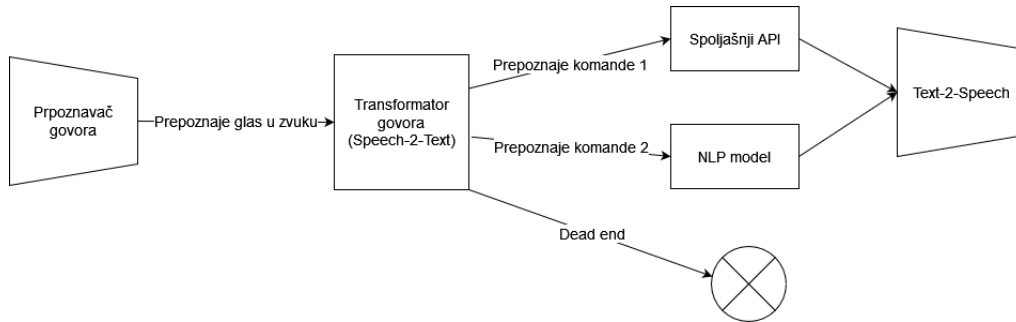 Prpoznavač
govora
Prepoznaje glas u zvuku
Transformator
govora
(Speech-2-Text)
Prepoznaje komande 1
Prepoznaje komande 2
Dead end
Spoljašnji API
NLP model
Text-2-Speech